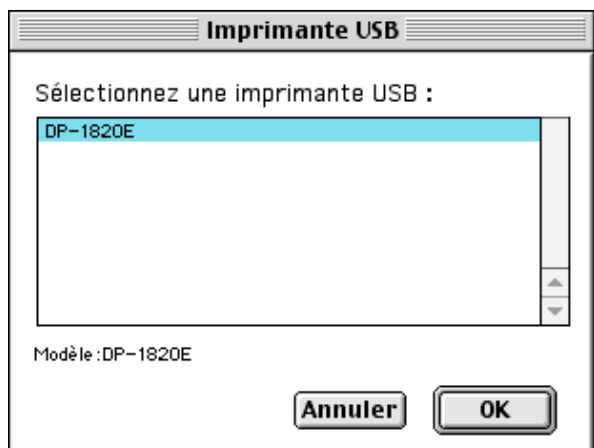 Imprimante USB
Sélectionnez une imprimante USB :
DP-1820E
Modèle :DP-1820E
Annuler OK